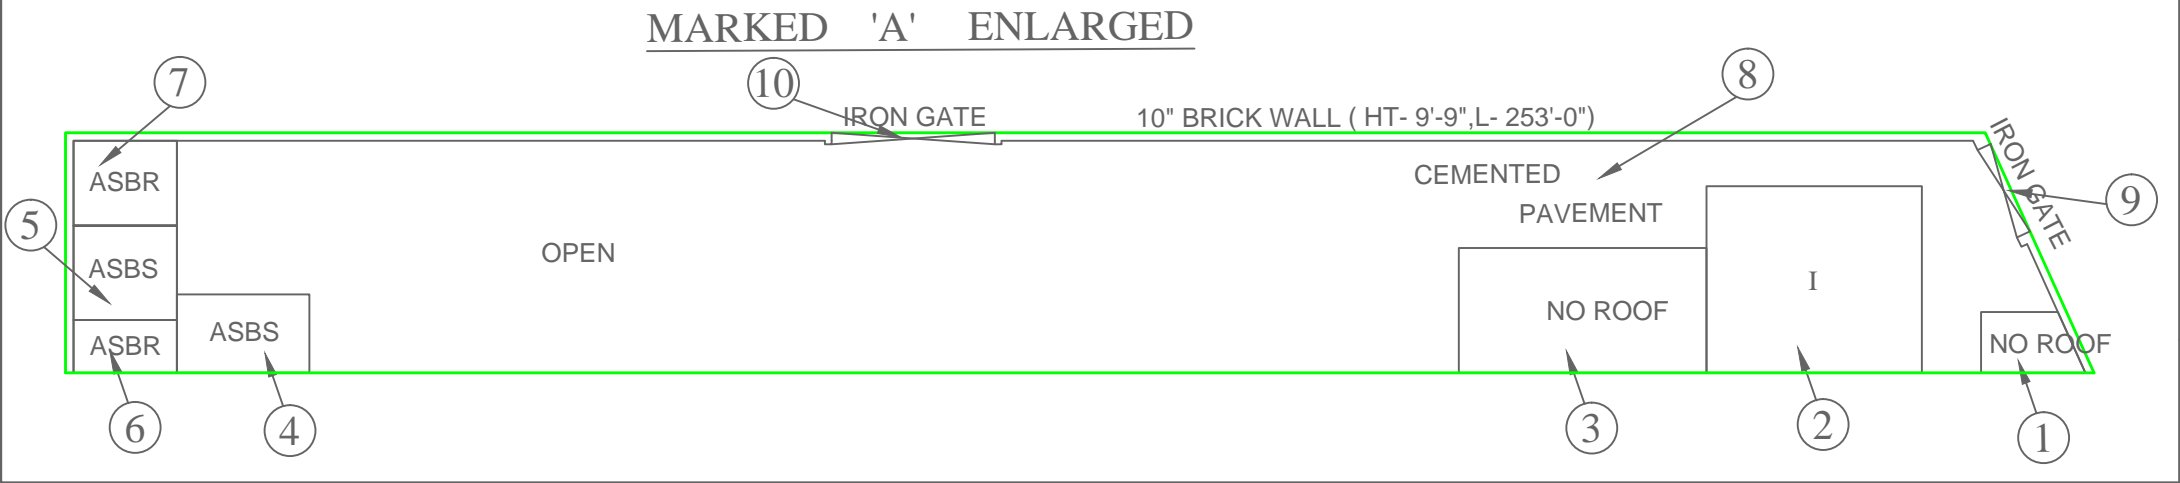 MARKED 'A' ENLARGED
7
10
8
IRON GATE
10" BRICK WALL ( HT- 9'-9",L- 253'-0")
IRON GATE
ASBR
CEMENTED
PAVEMENT
9
5
OPEN
ASBS
I
NO ROOF
ASBS
ASBR
NO ROOF
6
4
3
2
1